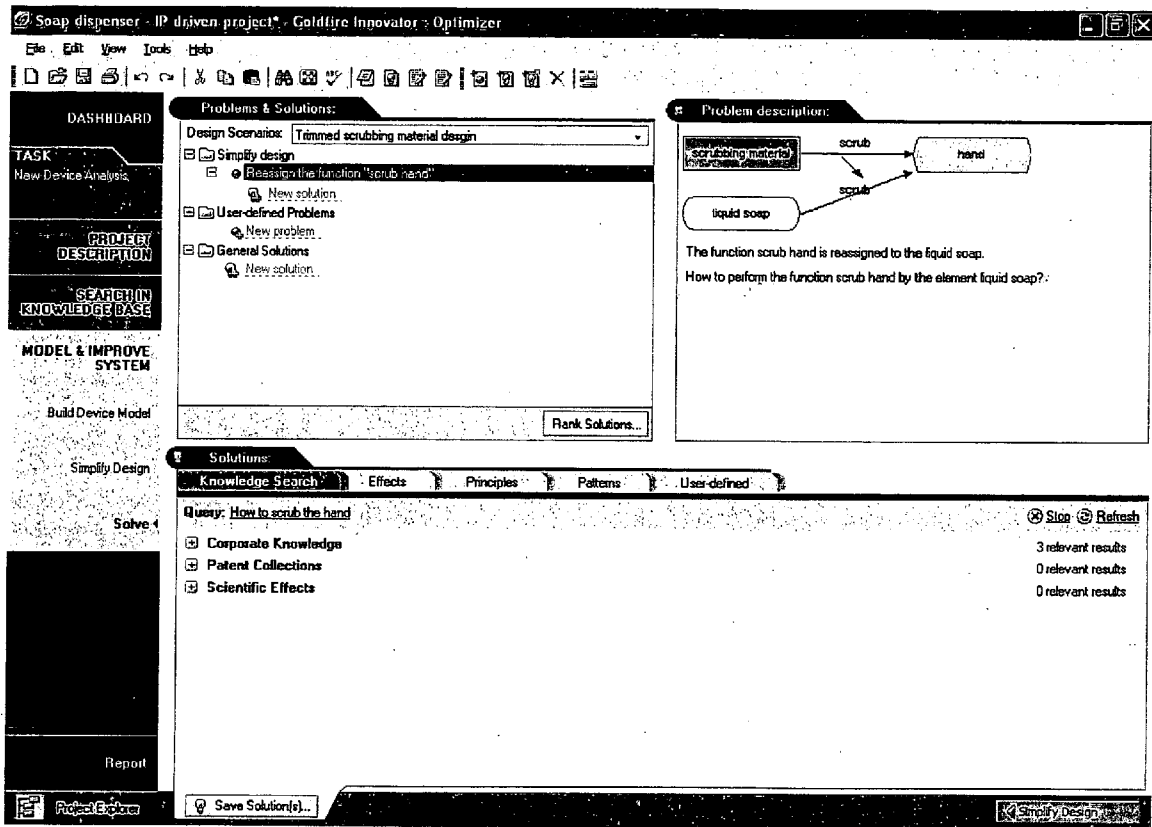 Soap dispenser - IP driven project* - Goldfire Innovator - Optimizer
File Edit View Tools Help
DASHBOARD
TASK
New Device Analysis
PROJECT
DESCRIPTION
SEARCH IN
KNOWLEDGE BASE
MODEL & IMPROVE
SYSTEM
Build Device Model
Simplify Design
Solve
Report
Project Explorer
Problems & Solutions:
Design Scenarios: Trimmed scrubbing material desgin
Simplify design
Reassign the function "scrub hand"
New solution
User-defined Problems
New problem
General Solutions
New solution
Rank Solutions...
Problem description:
scrubbing material
scrub
hand
scrub
liquid soap
The function scrub hand is reassigned to the liquid soap.
How to perform the function scrub hand by the element liquid soap?
Solutions:
Knowledge Search Effects Principles Patterns User-defined
Query: How to scrub the hand Stop Refresh
Corporate Knowledge 3 relevant results
Patent Collections 0 relevant results
Scientific Effects 0 relevant results
Save Solution(s)...
Simplify Design